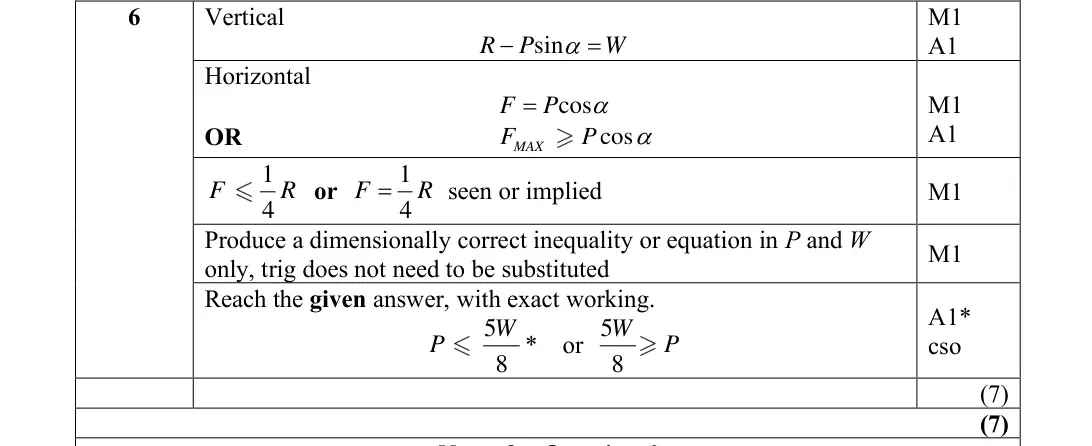 6 Vertical M1
R − Psinα = W A1
Horizontal
F = Pcosα M1
OR F_MAX ⩾ P cos α A1
F ⩽ 1/4 R or F = 1/4 R seen or implied M1
Produce a dimensionally correct inequality or equation in P and W
only, trig does not need to be substituted M1
Reach the given answer, with exact working.
P ⩽ 5W/8 * or 5W/8 ⩾ P A1*
cso
(7)
(7)